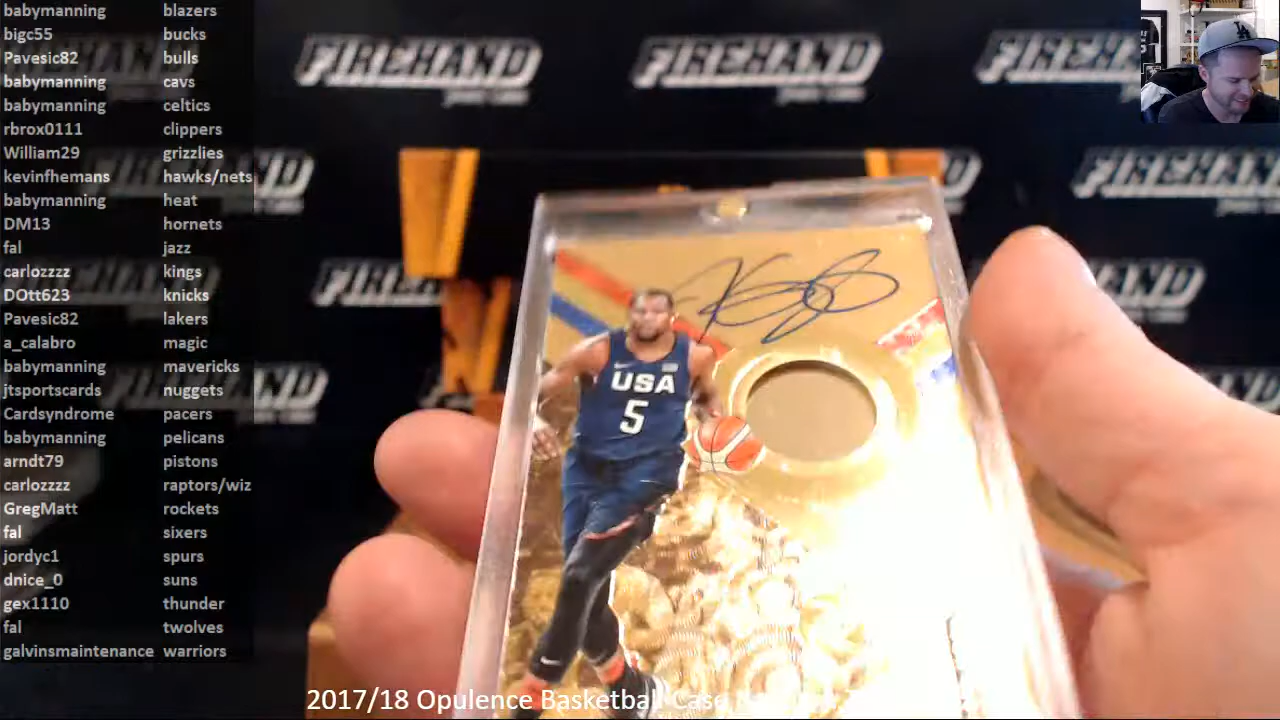 babymanning blazers
bigc55 bucks
Pavesic82 bulls
babymanning cavs
babymanning celtics
rbrox0111 clippers
William29 grizzlies
kevinfhemans hawks/nets
babymanning heat
DM13 hornets
fal jazz
carlozzzz kings
DOtt623 knicks
Pavesic82 lakers
a_calabro magic
babymanning mavericks
jtsportscards nuggets
Cardsyndrome pacers
babymanning pelicans
arndt79 pistons
carlozzzz raptors/wiz
GregMatt rockets
fal sixers
jordyc1 spurs
dnice_0 suns
gex1110 thunder
fal twolves
galvinsmaintenance warriors
FIREHAND FIREHAND FIREHAND
FIREHAND
FIREHAND
USA
5
2017/18 Opulence Basketball Case